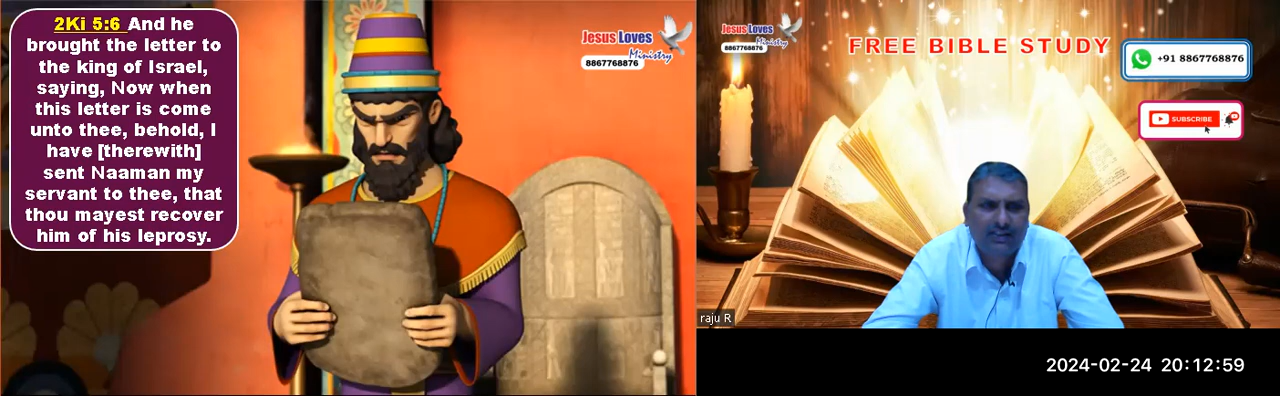 2Ki 5:6 And he
brought the letter to
the king of Israel,
saying, Now when
this letter is come
unto thee, behold, I
have [therewith]
sent Naaman my
servant to thee, that
thou mayest recover
him of his leprosy.
Jesus Loves
Ministry
8867768876
Jesus Loves
Ministry
8867768876
FREE BIBLE STUDY
+91 8867768876
SUBSCRIBE
raju R
2024-02-24 20:12:59